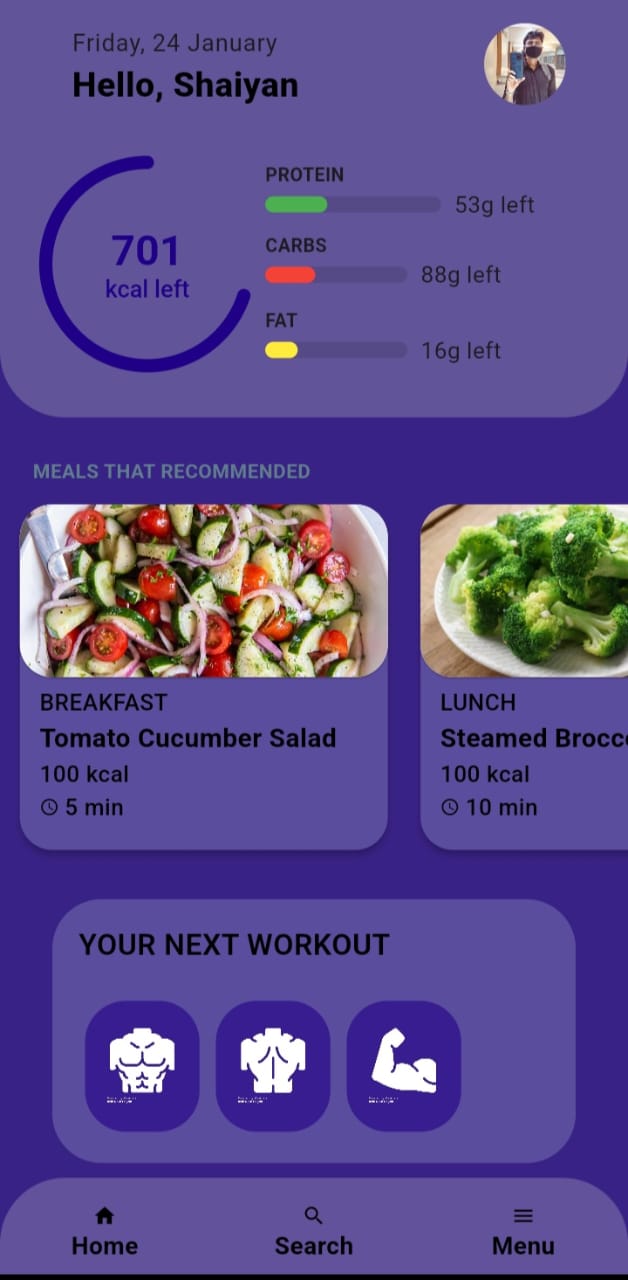 Friday, 24 January
Hello, Shaiyan
701
kcal left
PROTEIN
53g left
CARBS
88g left
FAT
16g left
MEALS THAT RECOMMENDED
BREAKFAST
Tomato Cucumber Salad
100 kcal
5 min
LUNCH
Steamed Brocc
100 kcal
10 min
YOUR NEXT WORKOUT
Home
Search
Menu